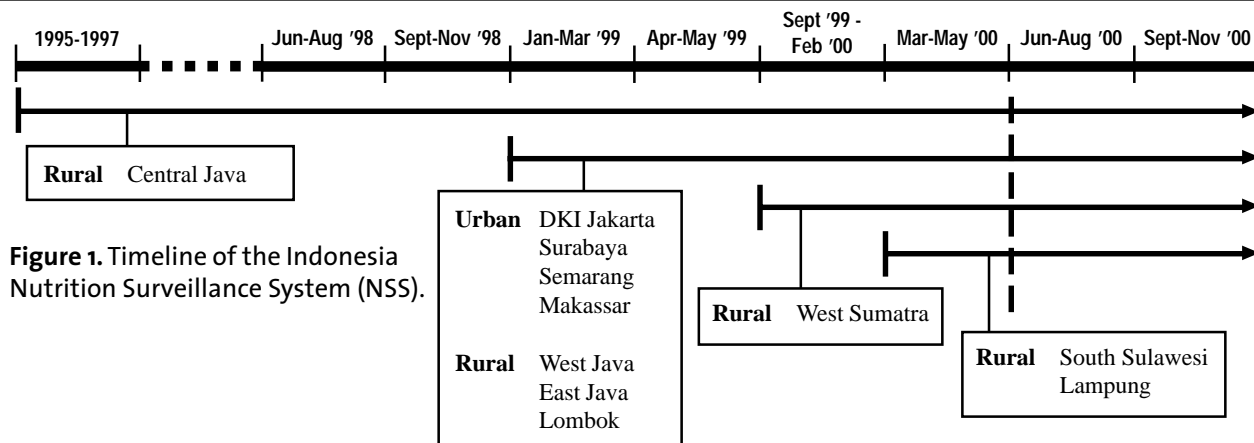 1995-1997
Jun-Aug '98
Sept-Nov '98
Jan-Mar '99
Apr-May '99
Sept '99 -
Feb '00
Mar-May '00
Jun-Aug '00
Sept-Nov '00
Rural Central Java
Urban DKI Jakarta
Surabaya
Semarang
Makassar
Rural West Java
East Java
Lombok
Rural West Sumatra
Rural South Sulawesi
Lampung
Figure 1. Timeline of the Indonesia
Nutrition Surveillance System (NSS).